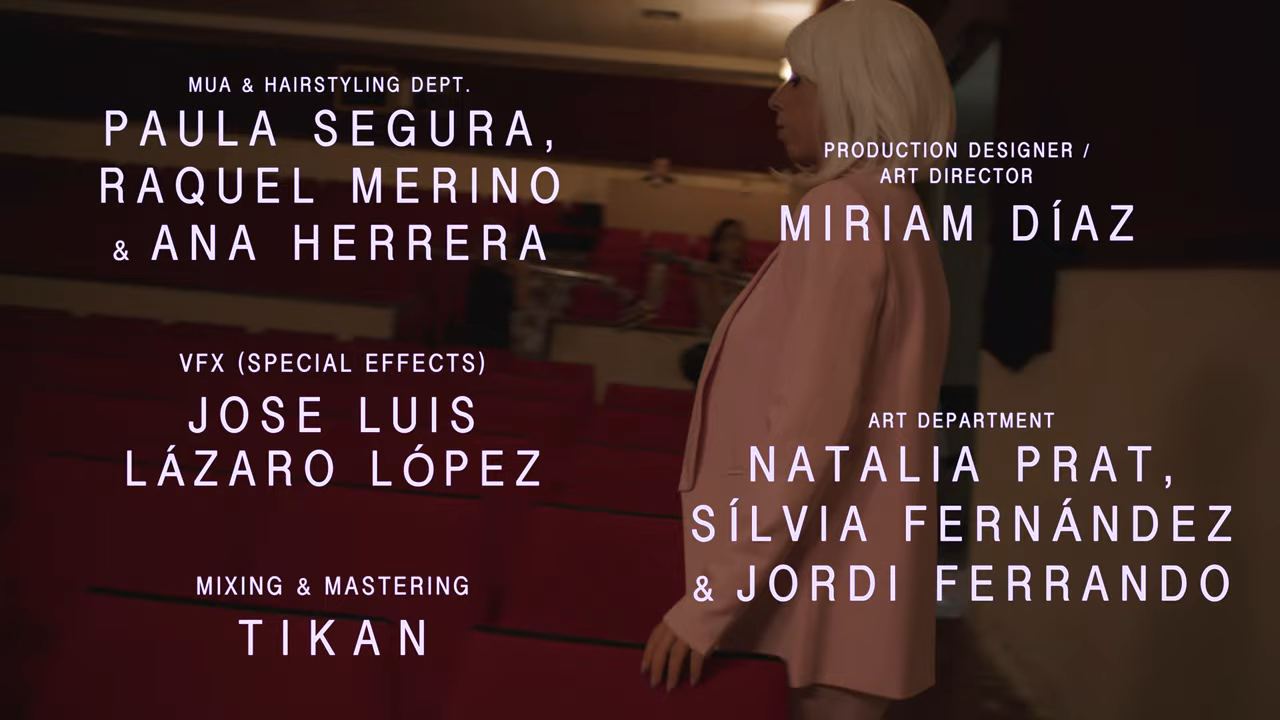 MUA & HAIRSTYLING DEPT.
PAULA SEGURA,
RAQUEL MERINO
& ANA HERRERA
VFX (SPECIAL EFFECTS)
JOSE LUIS
LÁZARO LÓPEZ
MIXING & MASTERING
TIKAN
PRODUCTION DESIGNER /
ART DIRECTOR
MIRIAM DÍAZ
ART DEPARTMENT
NATALIA PRAT,
SÍLVIA FERNÁNDEZ
& JORDI FERRANDO